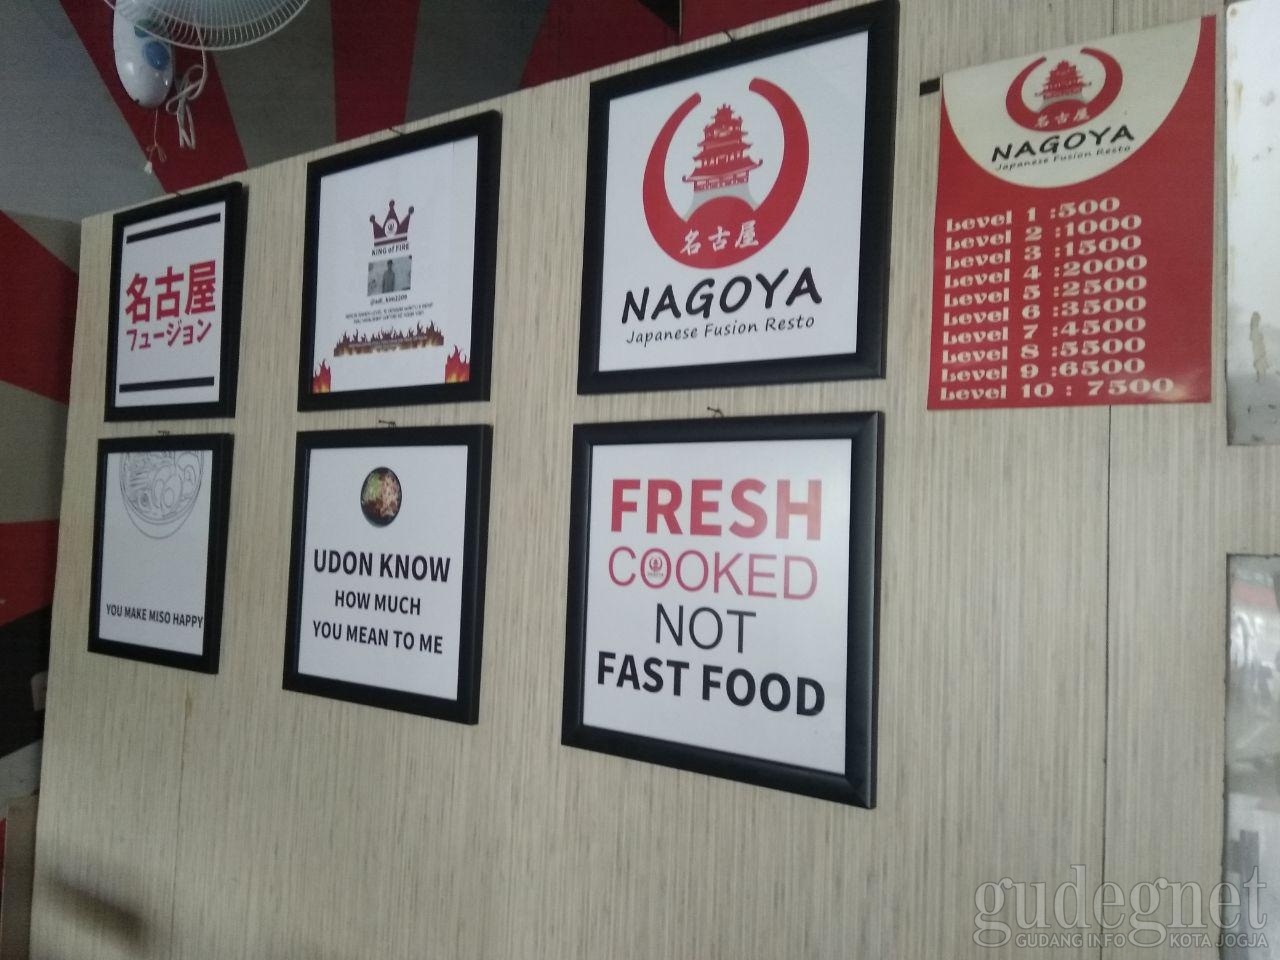 名古屋
フュージョン
KING of FIRE
名古屋
NAGOYA
Japanese Fusion Resto
名古屋
NAGOYA
Japanese Fusion Resto
Level 1 :500
Level 2 :1000
Level 3 :1500
Level 4 :2000
Level 5 :2500
Level 6 :3500
Level 7 :4500
Level 8 :5500
Level 9 :6500
Level 10 : 7500
YOU MAKE MISO HAPPY
UDON KNOW
HOW MUCH
YOU MEAN TO ME
FRESH
COOKED
NOT
FAST FOOD
gudegnet
GUDANG INFO KOTA JOGJA